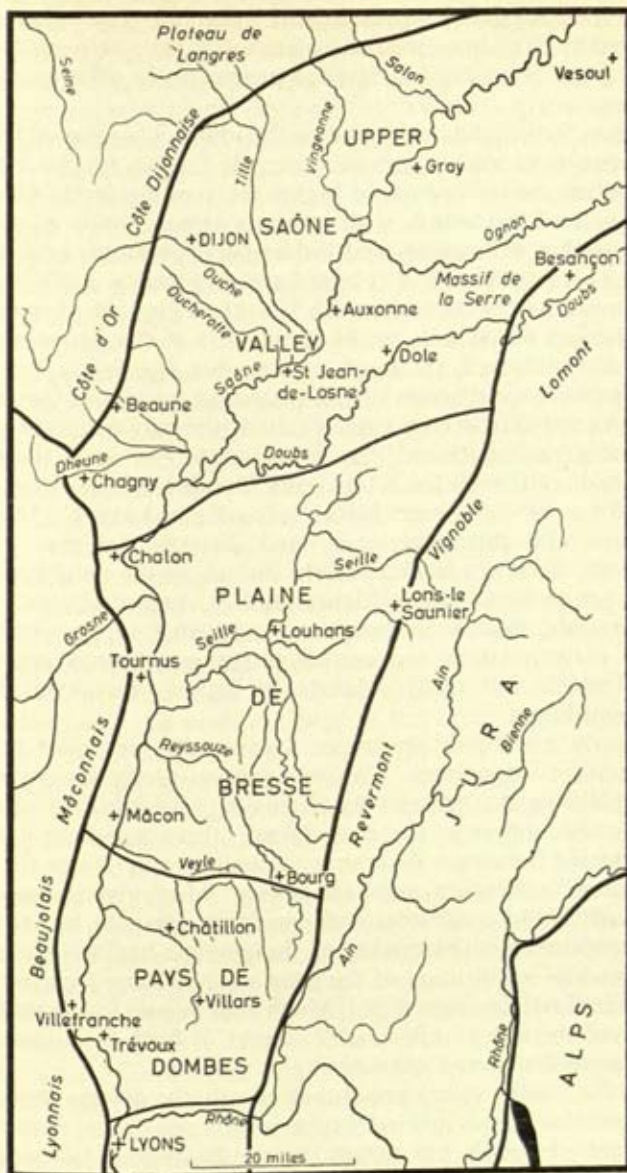 Plateau de
Langres
Seine
Salon
Vesoul
Vingeanne
UPPER
Gray
Côte Dijonnaise
Tille
DIJON
SAÔNE
Ognon
Besançon
Ouche
Massif de
la Serre
Doubs
Oucherotte
Auxonne
Côte d'Or
VALLEY
Dole
Lomont
Saône
St Jean-
de-Losne
Beaune
Dheune
Doubs
Chagny
Chalon
Vignoble
Seille
PLAINE
Lons-le
Saunier
Grosne
Seille
Louhans
Tournus
Ain
DE
JURA
Bienne
Reyssouze
Mâconnais
BRESSE
Revermont
Mâcon
Veyle
Bourg
Beaujolais
Châtillon
Ain
PAYS DE
Villars
Villefranche
Trévoux
Rhône
ALPS
DOMBES
Lyonnais
Rhône
LYONS
20 miles